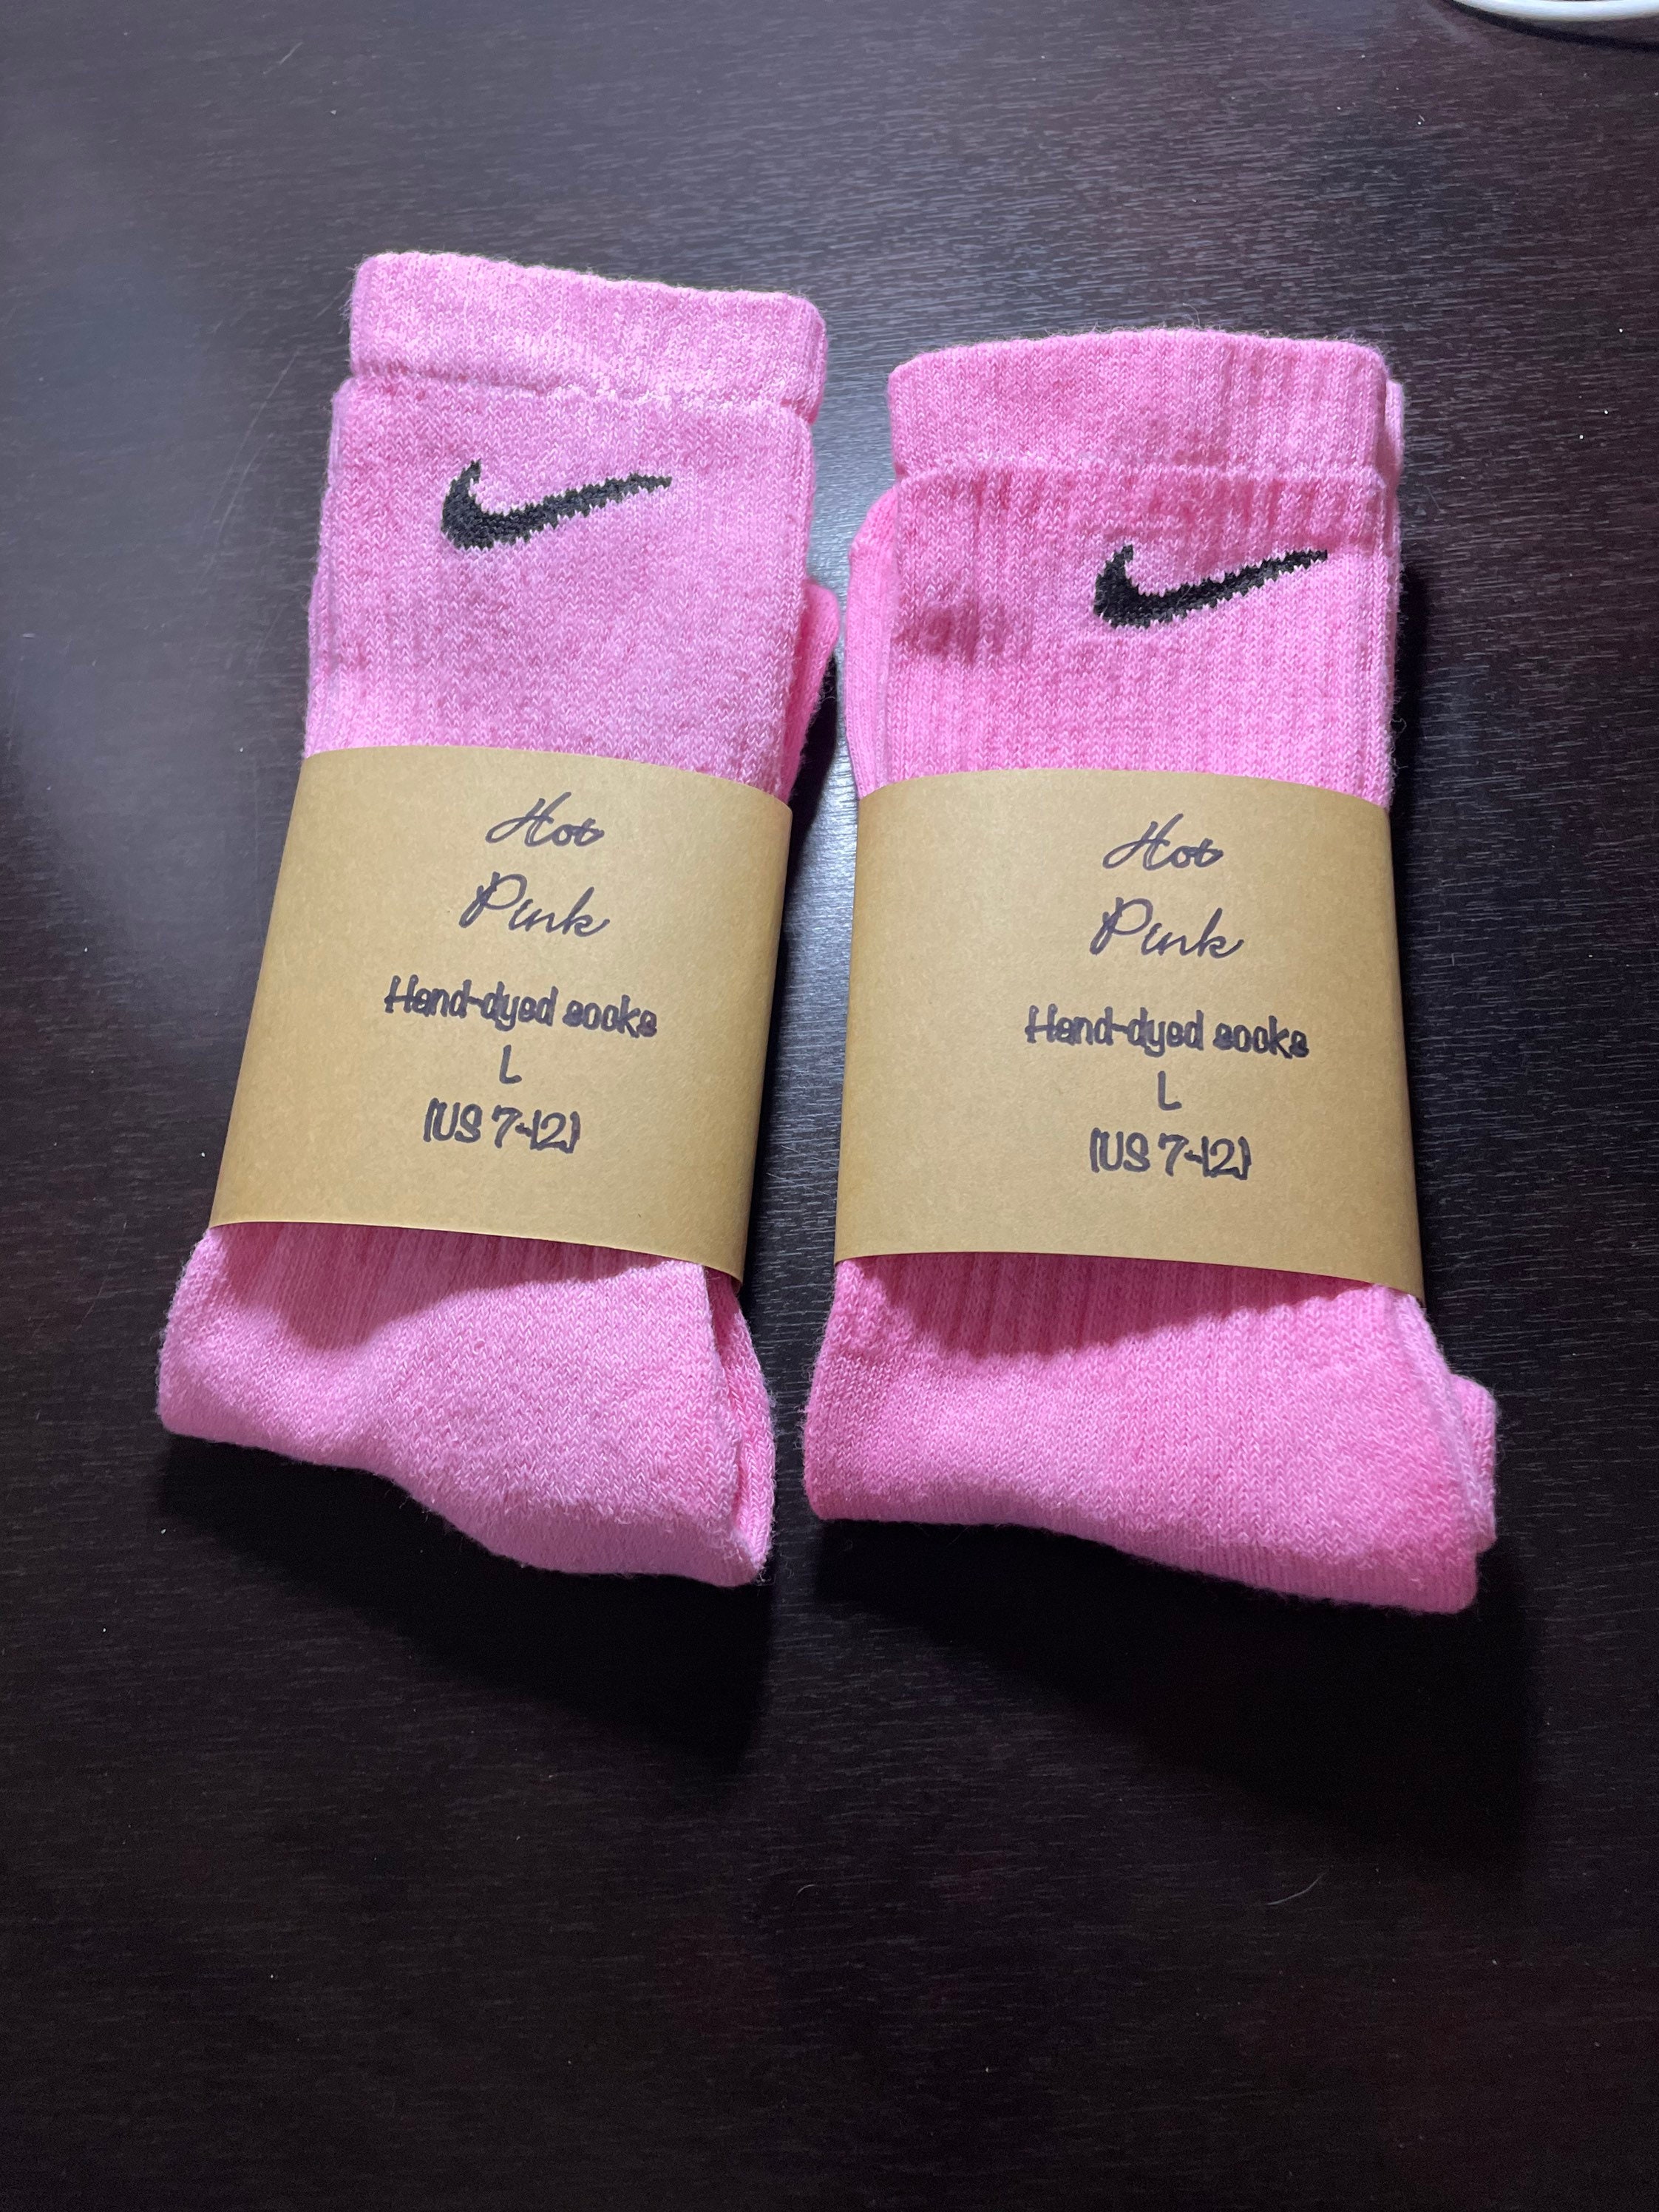 Hot
Pink
Hand-dyed socks
L
(US 7-12)
Hot
Pink
Hand-dyed socks
L
(US 7-12)